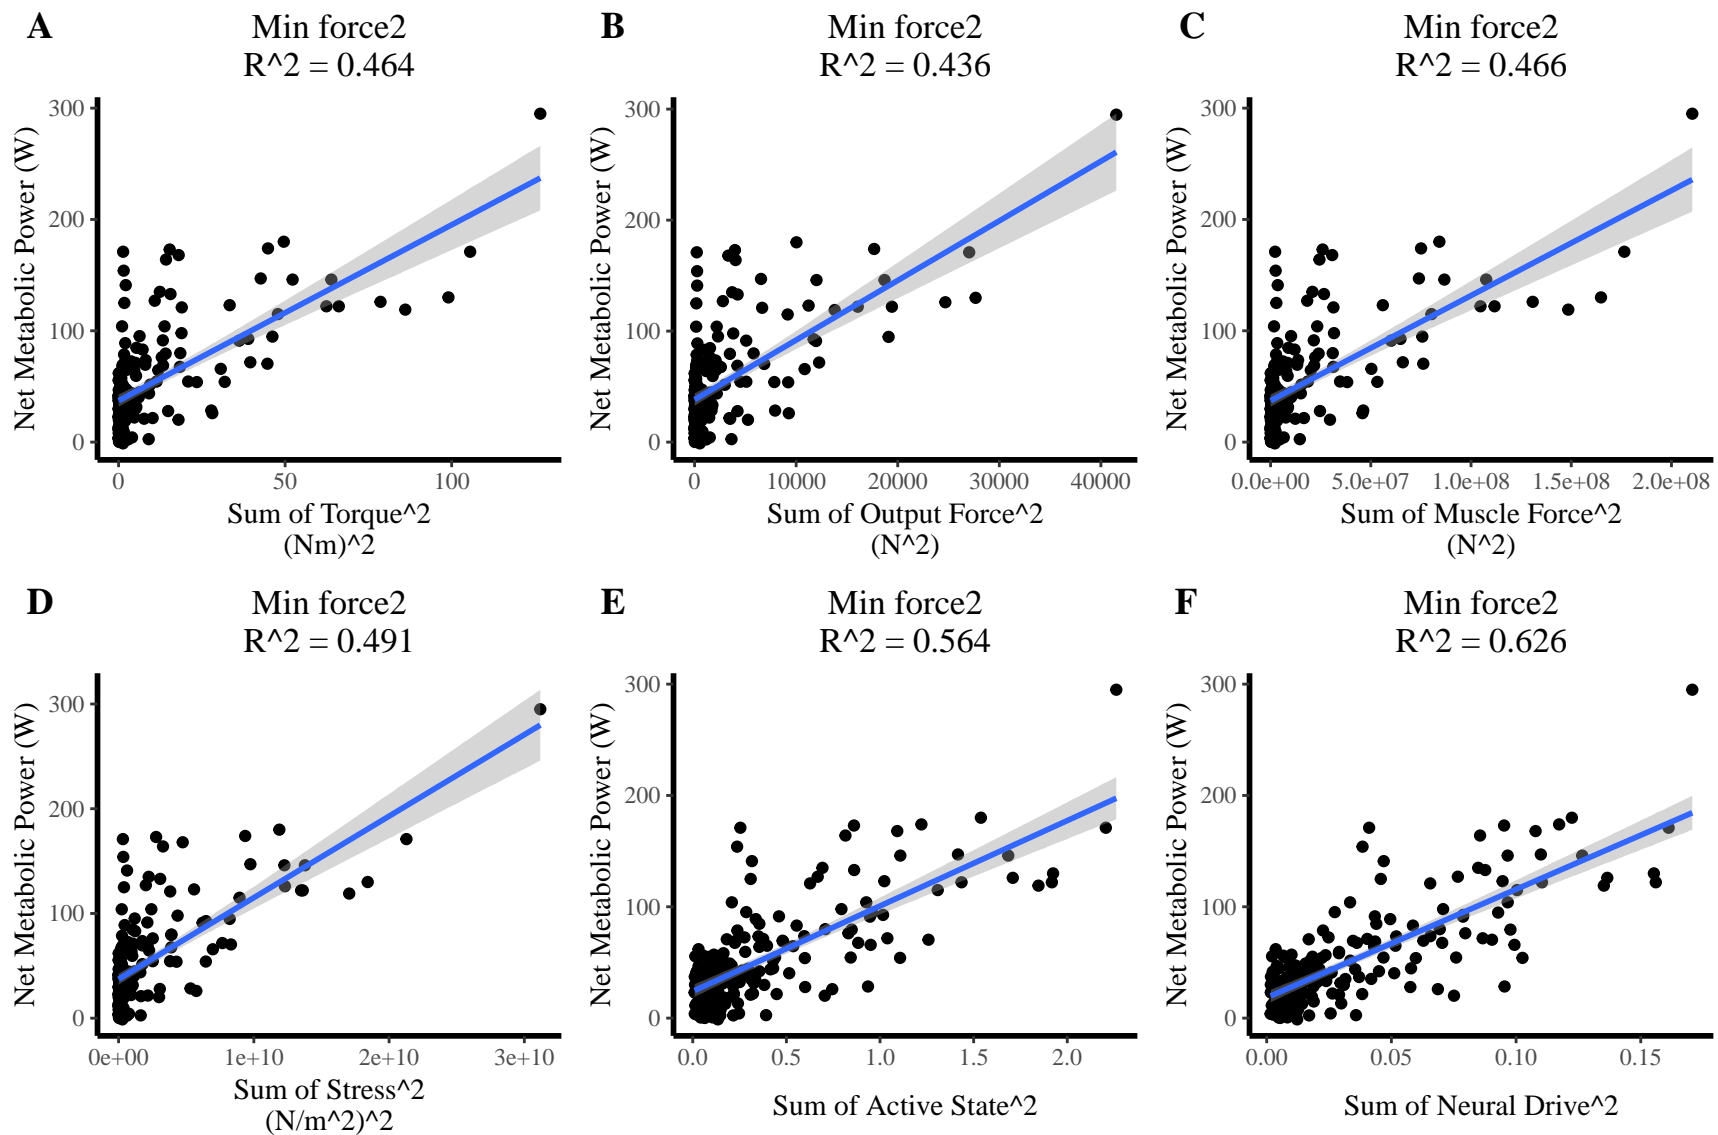 A
Min force2
R^2 = 0.464
Net Metabolic Power (W)
300
200
100
0
0
50
100
Sum of Torque^2
(Nm)^2
B
Min force2
R^2 = 0.436
Net Metabolic Power (W)
300
200
100
0
0
10000
20000
30000
40000
Sum of Output Force^2
(N^2)
C
Min force2
R^2 = 0.466
Net Metabolic Power (W)
300
200
100
0
0.0e+00
5.0e+07
1.0e+08
1.5e+08
2.0e+08
Sum of Muscle Force^2
(N^2)
D
Min force2
R^2 = 0.491
Net Metabolic Power (W)
300
200
100
0
0e+00
1e+10
2e+10
3e+10
Sum of Stress^2
(N/m^2)^2
E
Min force2
R^2 = 0.564
Net Metabolic Power (W)
300
200
100
0
0.0
0.5
1.0
1.5
2.0
Sum of Active State^2
F
Min force2
R^2 = 0.626
Net Metabolic Power (W)
300
200
100
0
0.00
0.05
0.10
0.15
Sum of Neural Drive^2